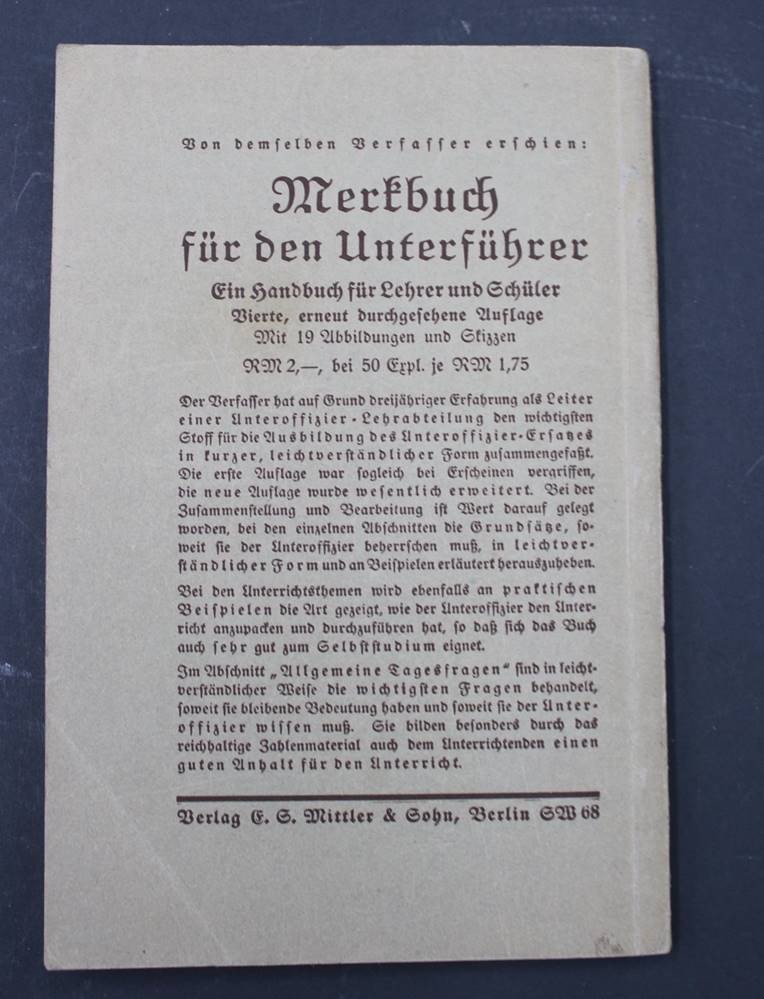 Von demselben Verfasser erschien:
Merkbuch
für den Unterführer
Ein Handbuch für Lehrer und Schüler
Vierte, erneut durchgesehene Auflage
Mit 19 Abbildungen und Skizzen
RM 2,—, bei 50 Expl. je RM 1,75
Der Verfasser hat auf Grund dreijähriger Erfahrung als Leiter
einer Unteroffizier-Lehrabteilung den wichtigsten
Stoff für die Ausbildung des Unteroffizier-Ersatzes
in kurzer, leichtverständlicher Form zusammengefaßt.
Die erste Auflage war sogleich bei Erscheinen vergriffen,
die neue Auflage wurde wesentlich erweitert. Bei der
Zusammenstellung und Bearbeitung ist Wert darauf gelegt
worden, bei den einzelnen Abschnitten die Grundsätze, so-
weit sie der Unteroffizier beherrschen muß, in leichtver-
ständlicher Form und an Beispielen erläutert herauszuheben.
Bei den Unterrichtsthemen wird ebenfalls an praktischen
Beispielen die Art gezeigt, wie der Unteroffizier den Unter-
richt anzupacken und durchzuführen hat, so daß sich das Buch
auch sehr gut zum Selbststudium eignet.
Im Abschnitt „Allgemeine Tagesfragen“ sind in leicht-
verständlicher Weise die wichtigsten Fragen behandelt,
soweit sie bleibende Bedeutung haben und soweit sie der Unter-
offizier wissen muß. Sie bilden besonders durch das
reichhaltige Zahlenmaterial auch dem Unterrichtenden einen
guten Anhalt für den Unterricht.
Verlag E. S. Mittler & Sohn, Berlin SW 68